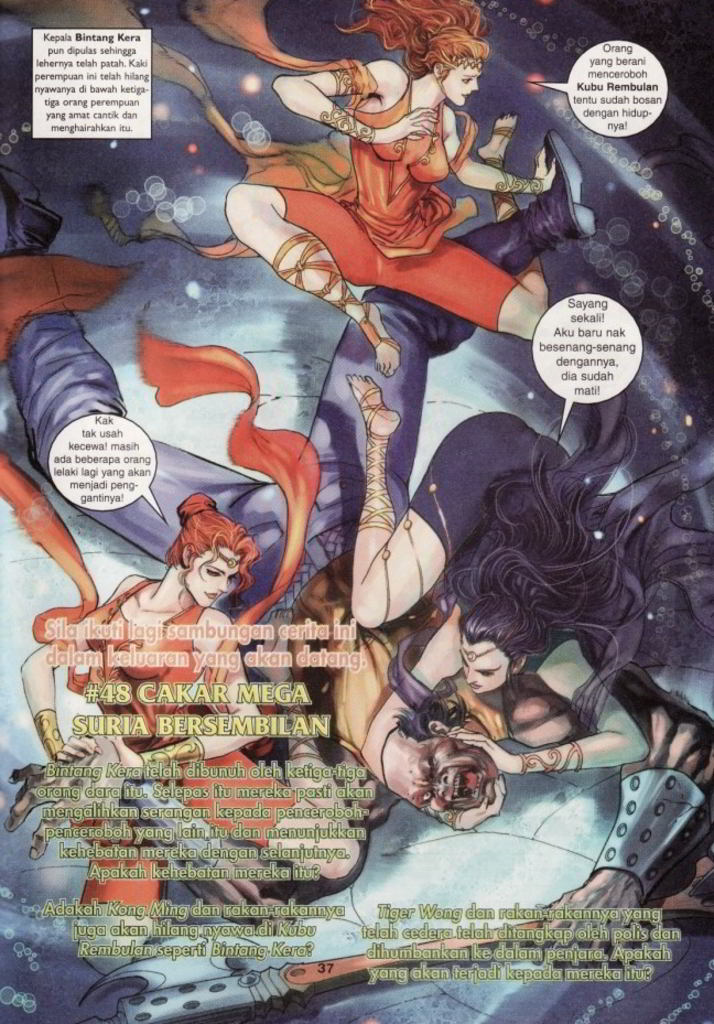 Kepala Bintang Kera
pun dipulas sehingga
lehernya telah patah. Kaki
perempuan ini telah hilang
nyawanya di bawah ketiga-
tiga orang perempuan
yang amat cantik dan
menghairahkan itu.
Orang
yang berani
menceroboh
Kubu Rembulan
tentu sudah bosan
dengan hidup-
nya!
Sayang
sekali!
Aku baru nak
besenang-senang
dengannya,
dia sudah
mati!
Kak
tak usah
kecewa! masih
ada beberapa orang
lelaki lagi yang akan
menjadi peng-
gantinya!
Sila ikuti lagi sambungan cerita ini
dalam keluaran yang akan datang.
#48 CAKAR MEGA
SURIA BERSEMBILAN
Bintang Kera telah dibunuh oleh ketiga-tiga
orang dara itu. Selepas itu mereka pasti akan
mengalihkan serangan kepada penceroboh-
penceroboh yang lain itu dan menunjukkan
kehebatan mereka dengan selanjutnya.
Apakah kehebatan mereka itu?
Adakah Kong Ming dan rakan-rakannya
juga akan hilang nyawa di Kubu
Rembulan seperti Bintang Kera?
Tiger Wong dan rakan-rakannya yang
telah cedera telah ditangkap oleh polis dan
dihumbankan ke dalam penjara. Apakah
yang akan terjadi kepada mereka itu?
37